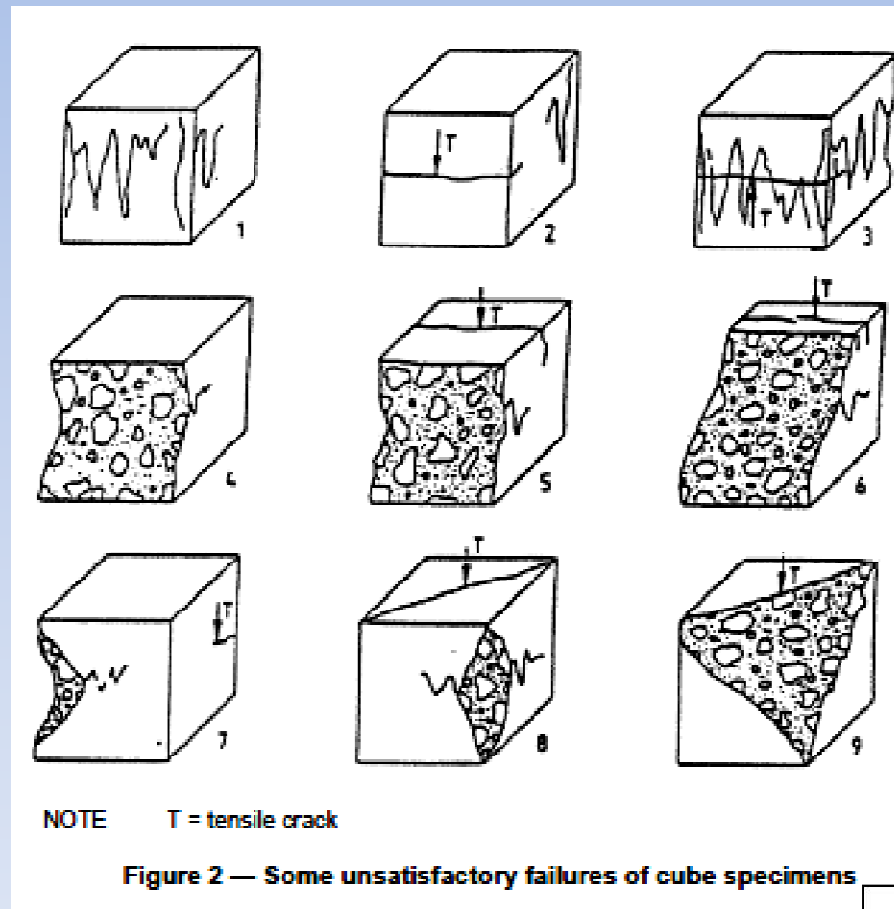 T
1
2
T
3
T
4
T
5
T
6
T
7
T
8
T
9
NOTE T = tensile crack
Figure 2 — Some unsatisfactory failures of cube specimens